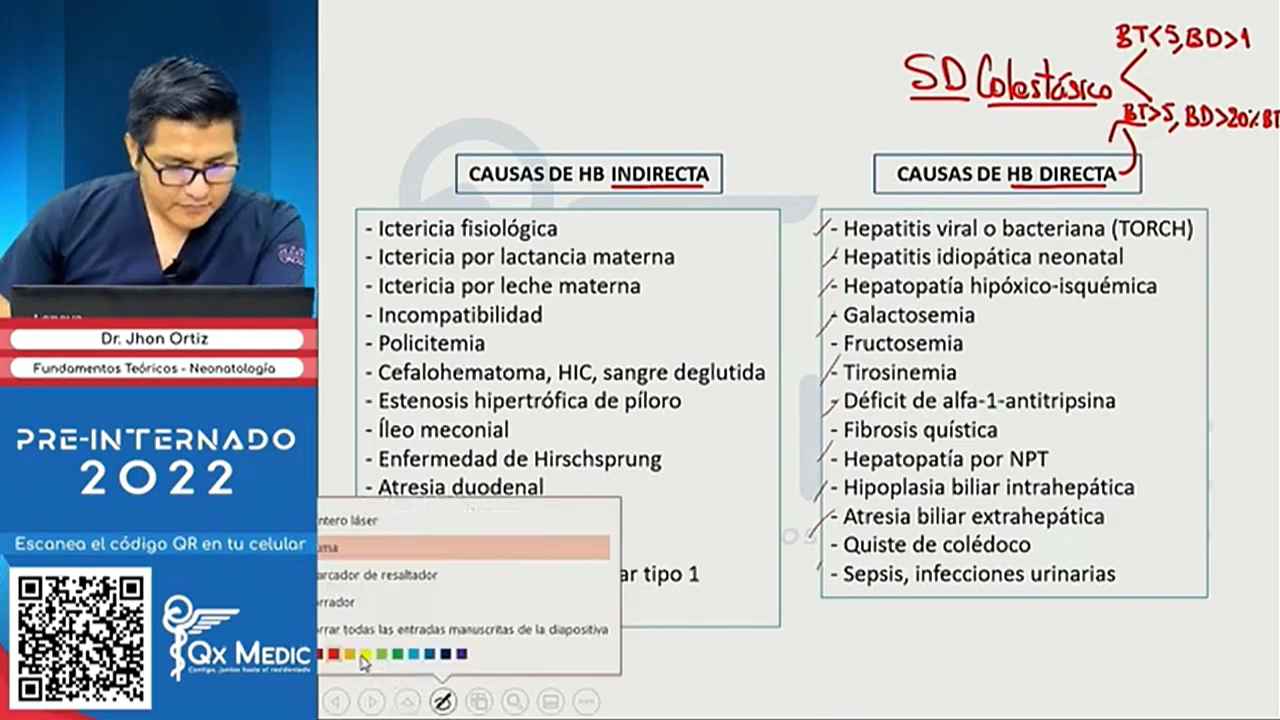 Dr. Jhon Ortiz
Fundamentos Teóricos - Neonatología
PRE-INTERNADO
2022
Escanea el código QR en tu celular
QX MEDIC
Contigo, juntos hasta el residentado
SD Colestásico
BT<5, BD>1
BT>5, BD>20% BT
CAUSAS DE HB INDIRECTA
- Ictericia fisiológica
- Ictericia por lactancia materna
- Ictericia por leche materna
- Incompatibilidad
- Policitemia
- Cefalohematoma, HIC, sangre deglutida
- Estenosis hipertrófica de píloro
- Íleo meconial
- Enfermedad de Hirschsprung
- Atresia duodenal
ar tipo 1
ntero láser
uma
arcador de resaltador
rrador
rrar todas las entradas manuscritas de la diapositiva
CAUSAS DE HB DIRECTA
- Hepatitis viral o bacteriana (TORCH)
- Hepatitis idiopática neonatal
- Hepatopatía hipóxico-isquémica
- Galactosemia
- Fructosemia
- Tirosinemia
- Déficit de alfa-1-antitripsina
- Fibrosis quística
- Hepatopatía por NPT
- Hipoplasia biliar intrahepática
- Atresia biliar extrahepática
- Quiste de colédoco
- Sepsis, infecciones urinarias